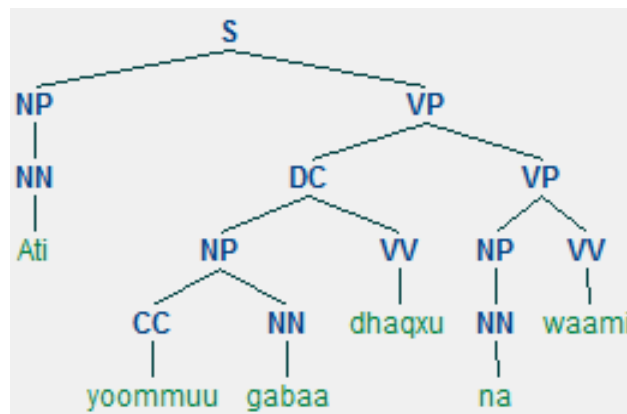 S
NP VP
NN DC VP
Ati NP VV NP VV
CC NN dhaqxu NN waami
yoommuu gabaa na